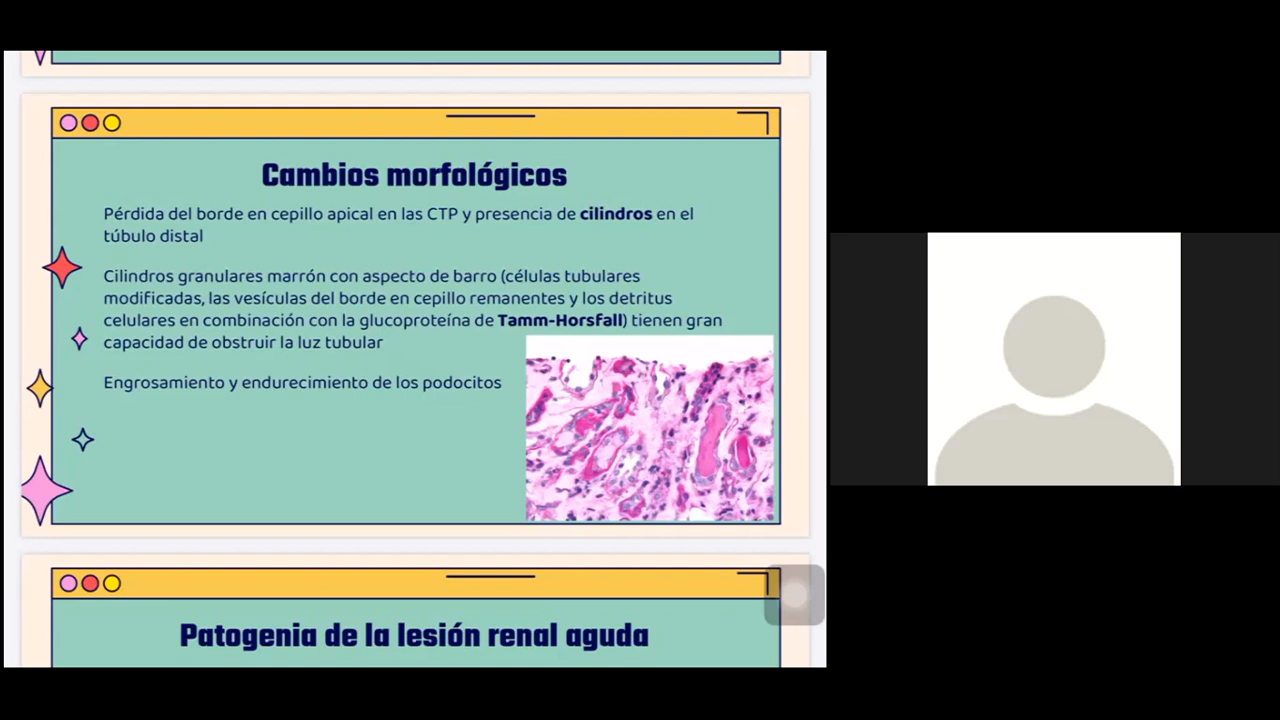 Cambios morfológicos
Pérdida del borde en cepillo apical en las CTP y presencia de cilindros en el
túbulo distal
Cilindros granulares marrón con aspecto de barro (células tubulares
modificadas, las vesículas del borde en cepillo remanentes y los detritus
celulares en combinación con la glucoproteína de Tamm-Horsfall) tienen gran
capacidad de obstruir la luz tubular
Engrosamiento y endurecimiento de los podocitos
Patogenia de la lesión renal aguda